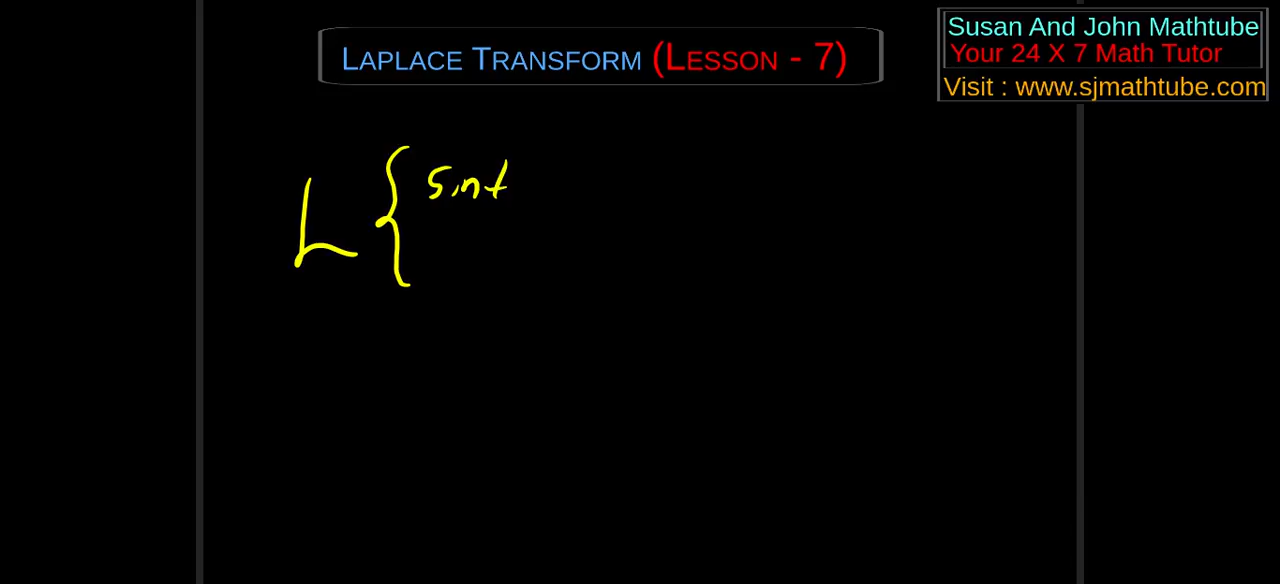 LAPLACE TRANSFORM (LESSON - 7)
Susan And John Mathtube
Your 24 X 7 Math Tutor
Visit : www.sjmathtube.com
L { sint